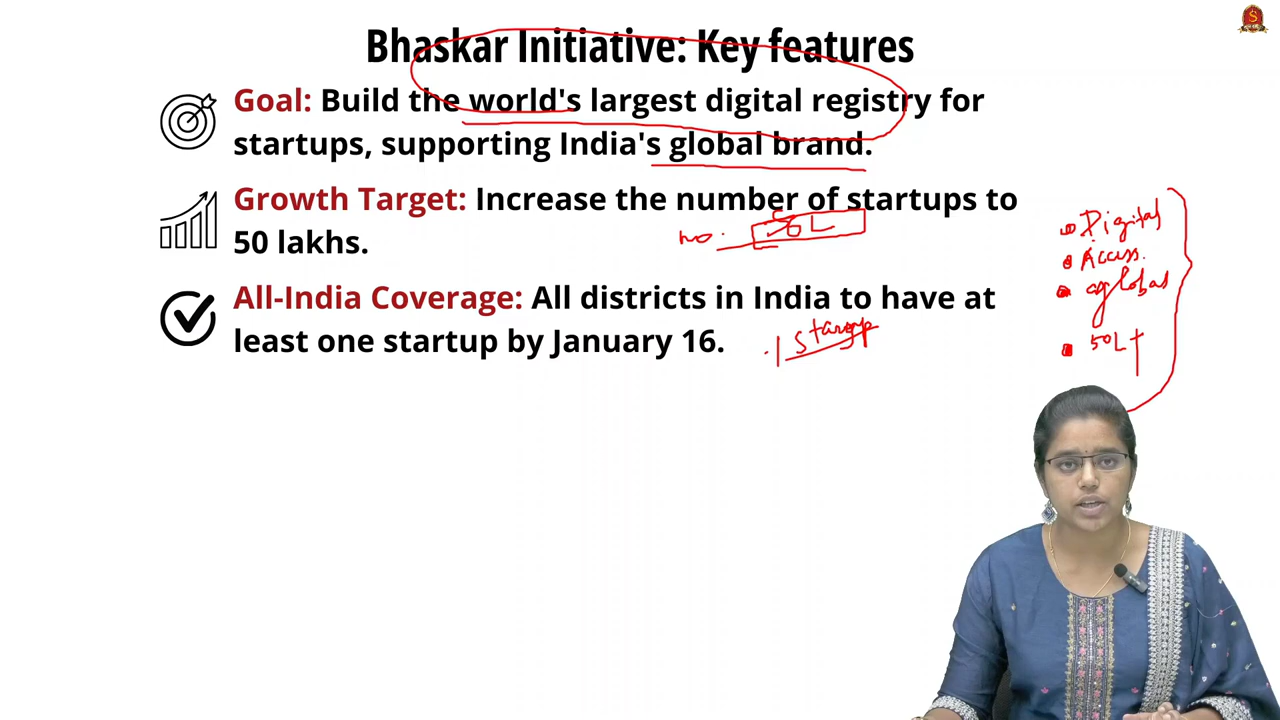 Bhaskar Initiative: Key features
Goal: Build the world's largest digital registry for
startups, supporting India's global brand.
Growth Target: Increase the number of startups to
50 lakhs.
no. 50L
All-India Coverage: All districts in India to have at
least one startup by January 16.
1 Startup
Digital
Access.
global
50L